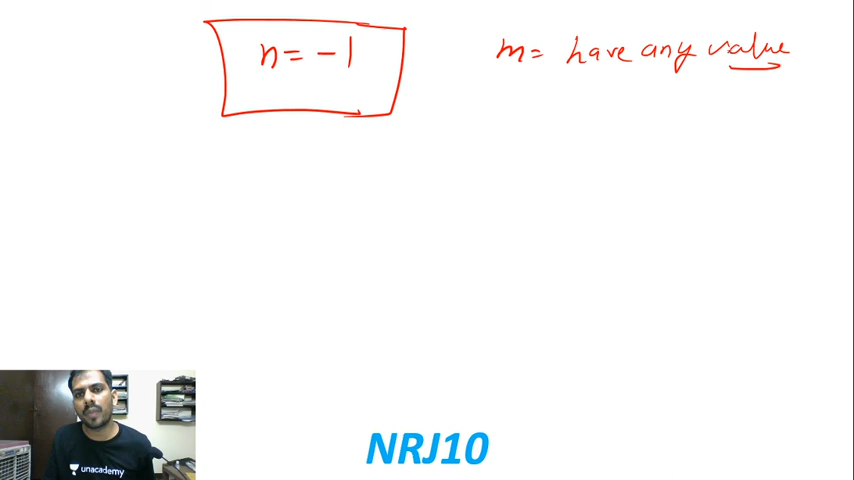 n = -1
m = have any value
unacademy
NRJ10